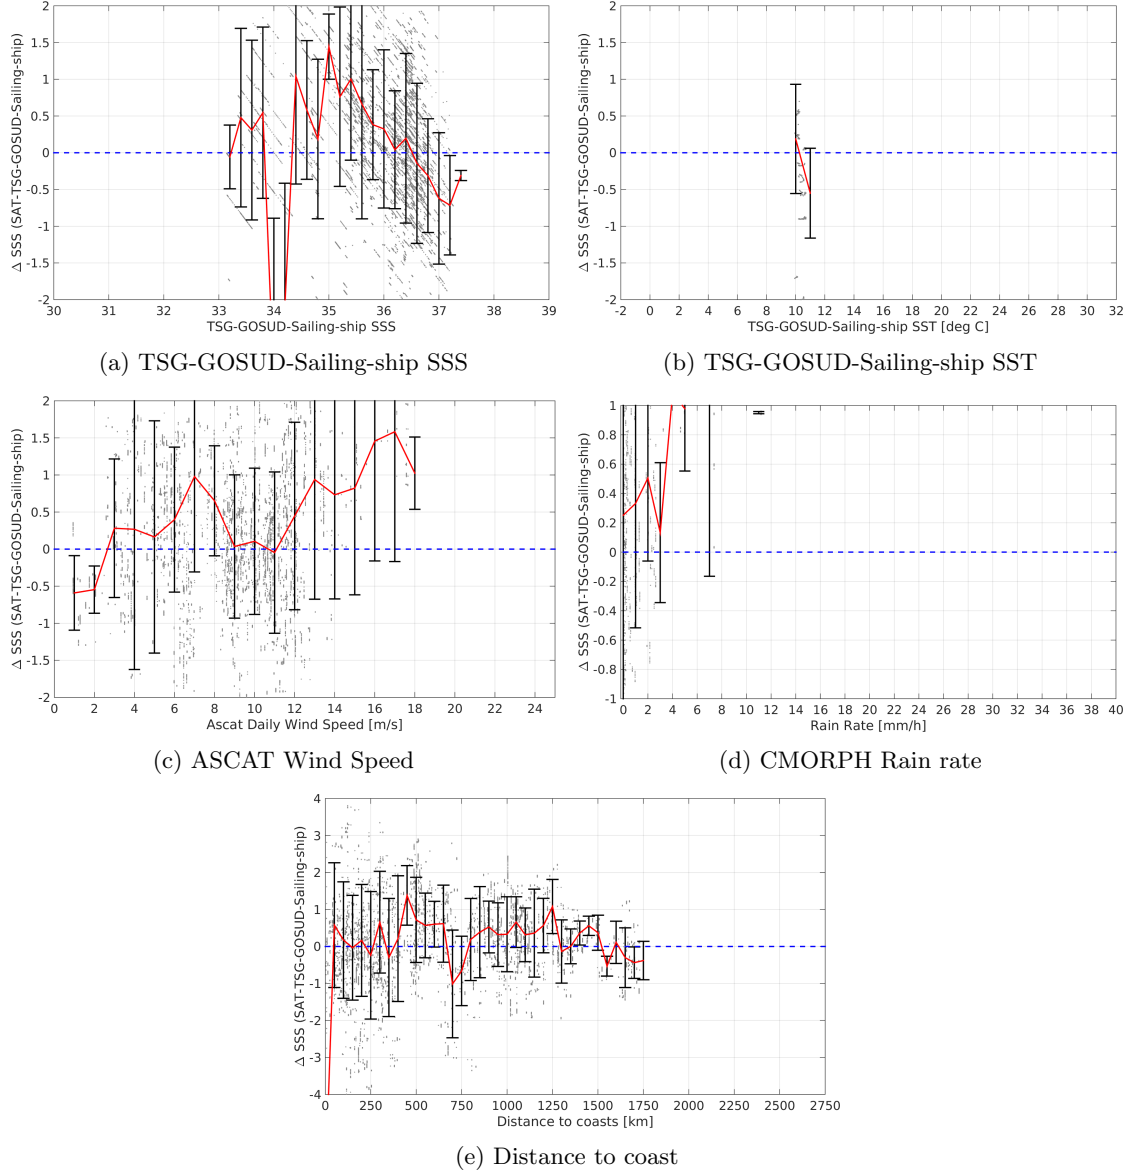 2
1.5
1
0.5
0
-0.5
-1
-1.5
-2
Δ SSS (SAT-TSG-GOSUD-Sailing-ship)
30 31 32 33 34 35 36 37 38 39
TSG-GOSUD-Sailing-ship SSS
(a) TSG-GOSUD-Sailing-ship SSS
2
1.5
1
0.5
0
-0.5
-1
-1.5
-2
Δ SSS (SAT-TSG-GOSUD-Sailing-ship)
-2 0 2 4 6 8 10 12 14 16 18 20 22 24 26 28 30 32
TSG-GOSUD-Sailing-ship SST [deg C]
(b) TSG-GOSUD-Sailing-ship SST
2
1.5
1
0.5
0
-0.5
-1
-1.5
-2
Δ SSS (SAT-TSG-GOSUD-Sailing-ship)
0 2 4 6 8 10 12 14 16 18 20 22 24
Ascat Daily Wind Speed [m/s]
(c) ASCAT Wind Speed
1
0.8
0.6
0.4
0.2
0
-0.2
-0.4
-0.6
-0.8
-1
Δ SSS (SAT-TSG-GOSUD-Sailing-ship)
0 2 4 6 8 10 12 14 16 18 20 22 24 26 28 30 32 34 36 38 40
Rain Rate [mm/h]
(d) CMORPH Rain rate
4
3
2
1
0
-1
-2
-3
-4
Δ SSS (SAT-TSG-GOSUD-Sailing-ship)
0 250 500 750 1000 1250 1500 1750 2000 2250 2500 2750
Distance to coasts [km]
(e) Distance to coast